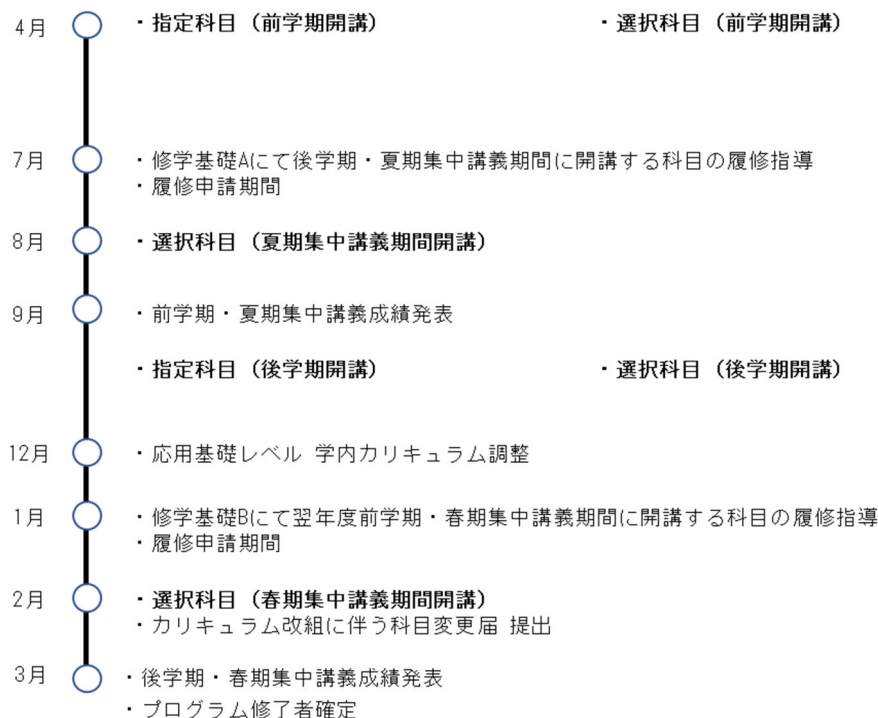 4月 ・指定科目（前学期開講） ・選択科目（前学期開講）
7月 ・修学基礎Aにて後学期・夏期集中講義期間に開講する科目の履修指導
・履修申請期間
8月 ・選択科目（夏期集中講義期間開講）
9月 ・前学期・夏期集中講義成績発表
・指定科目（後学期開講） ・選択科目（後学期開講）
12月 ・応用基礎レベル 学内カリキュラム調整
1月 ・修学基礎Bにて翌年度前学期・春期集中講義期間に開講する科目の履修指導
・履修申請期間
2月 ・選択科目（春期集中講義期間開講）
・カリキュラム改組に伴う科目変更届 提出
3月 ・後学期・春期集中講義成績発表
・プログラム修了者確定